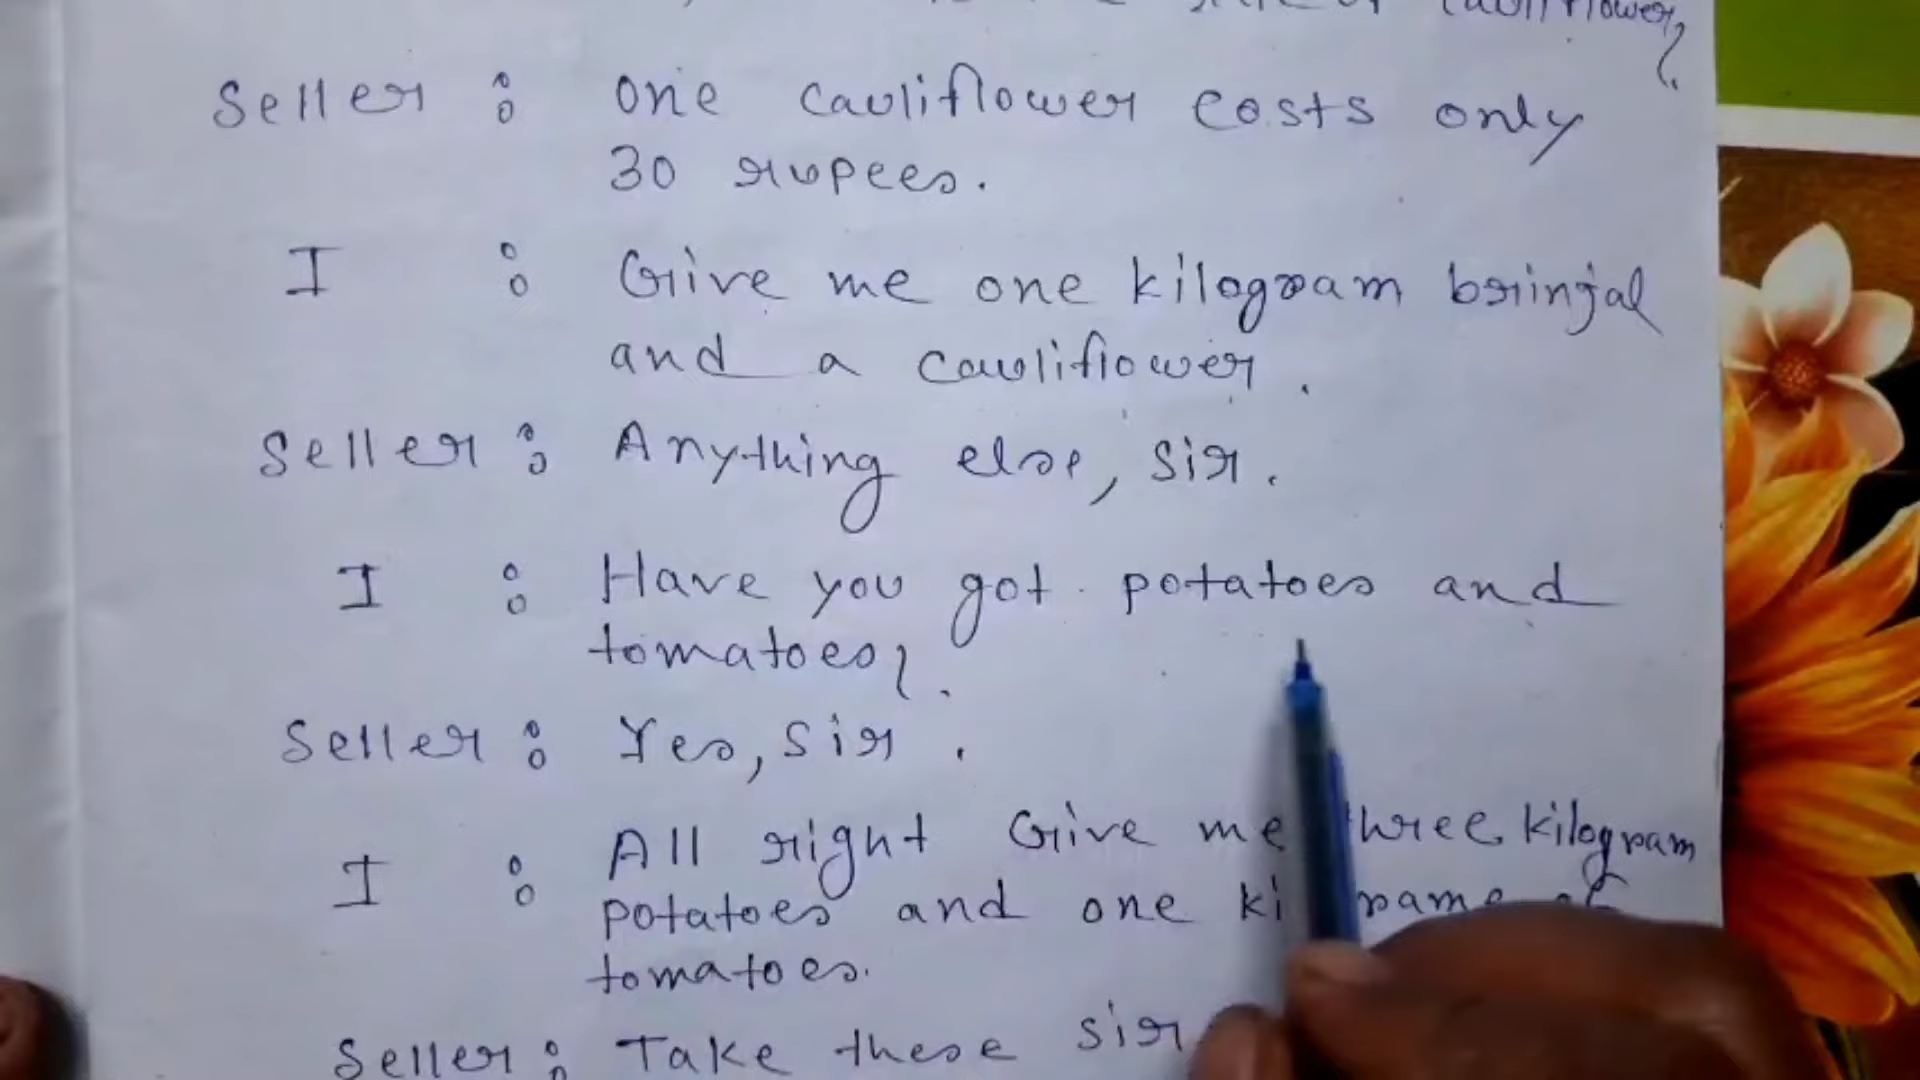 cauliflower?
Seller : One cauliflower costs only
30 rupees.
I : Give me one kilogram brinjal
and a cauliflower.
Seller : Anything else, sir.
I : Have you got potatoes and
tomatoes?
Seller : Yes, sir.
I : All right Give me three kilogram
potatoes and one
tomatoes.
Seller : Take these sir